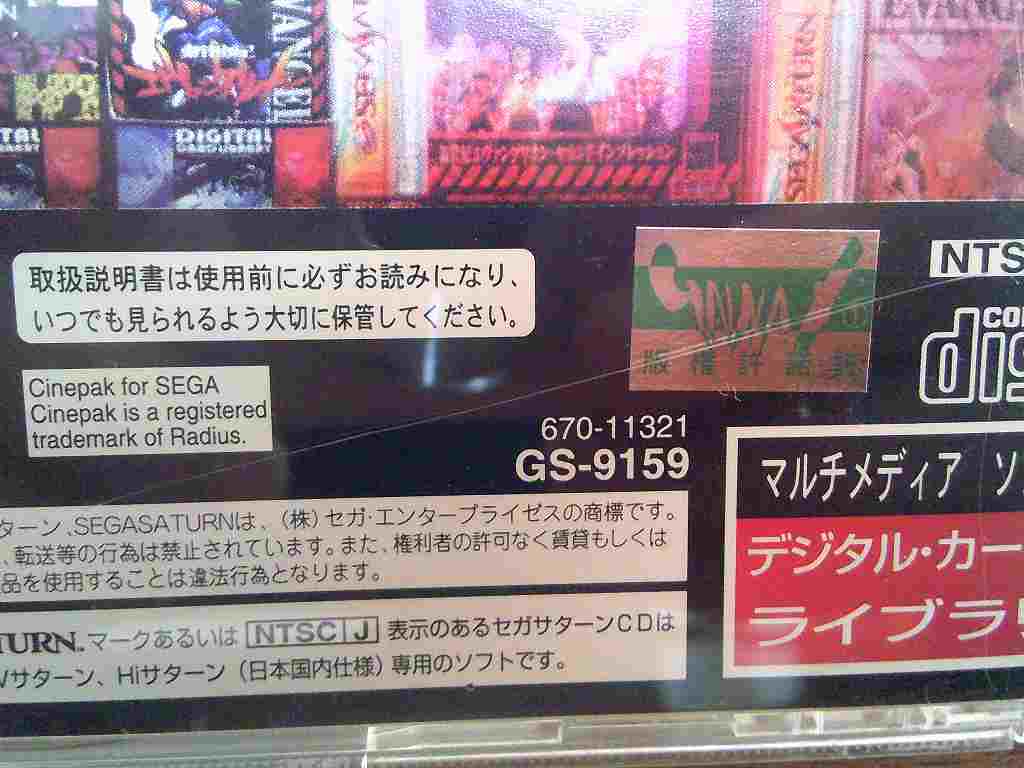 DIGITAL
取扱説明書は使用前に必ずお読みになり、
いつでも見られるよう大切に保管してください。
Cinepak for SEGA
Cinepak is a registered
trademark of Radius.
版権許諾証
NTS
670-11321
GS-9159
ターン、SEGASATURNは、(株)セガ・エンタープライゼスの商標です。
、転送等の行為は禁止されています。また、権利者の許可なく賃貸もしくは
品を使用することは違法行為となります。
TURN.マークあるいは NTSC J 表示のあるセガサターンCDは
Vサターン、Hiサターン(日本国内仕様)専用のソフトです。
マルチメディア ソ
デジタル・カー
ライブラリ